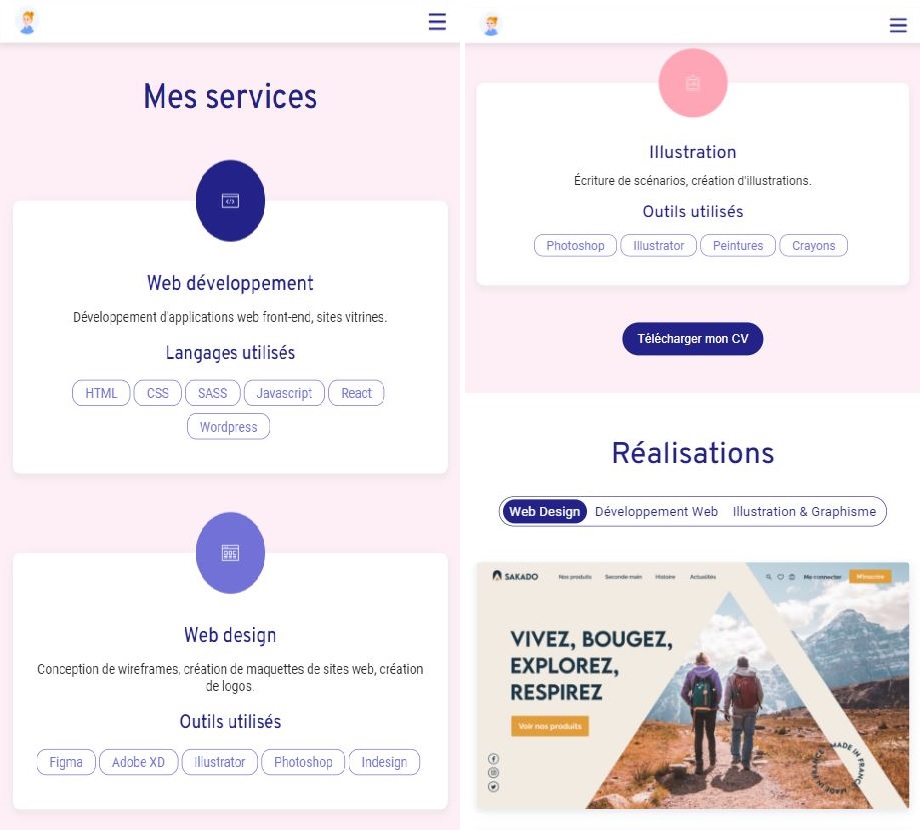 Mes services
</>
Web développement
Développement d'applications web front-end, sites vitrines.
Langages utilisés
HTML CSS SASS Javascript React
Wordpress
Web design
Conception de wireframes, création de maquettes de sites web, création
de logos.
Outils utilisés
Figma Adobe XD Illustrator Photoshop Indesign
Illustration
Écriture de scénarios, création d'illustrations.
Outils utilisés
Photoshop Illustrator Peintures Crayons
Télécharger mon CV
Réalisations
Web Design Développement Web Illustration & Graphisme
SAKADO Nos produits Seconde main Histoire Actualités Me connecter M'inscrire
VIVEZ, BOUGEZ,
EXPLOREZ,
RESPIREZ
Voir nos produits
MADE IN FRANCE MADE IN FRANCE